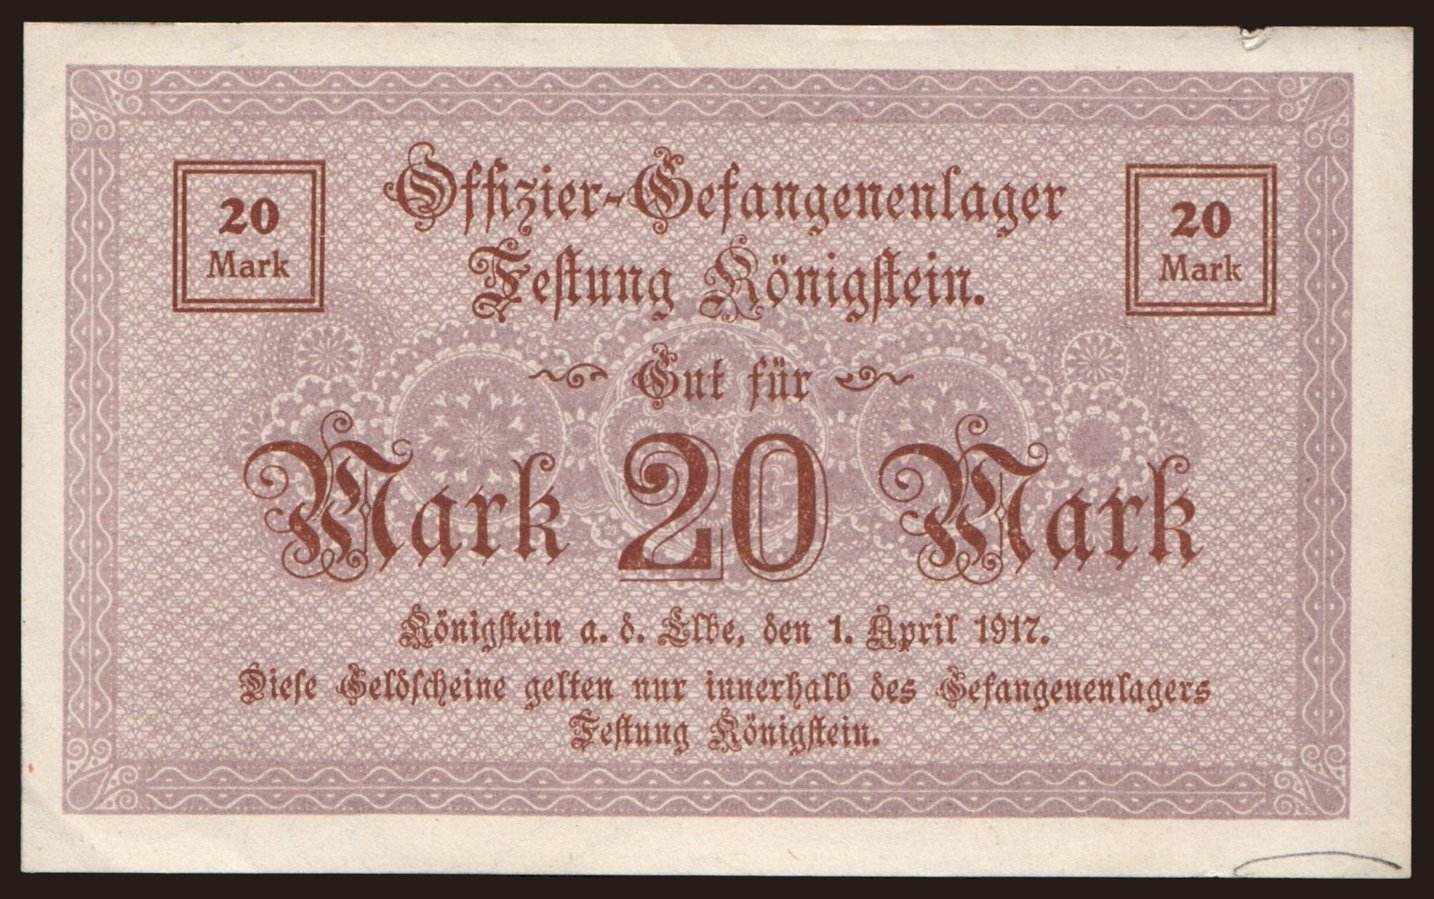 20
Mark
Offizier-Gefangenenlager
Festung Königstein.
20
Mark
Gut für
Mark 20 Mark
Königstein a. d. Elbe, den 1. April 1917.
Diese Geldscheine gelten nur innerhalb des Gefangenenlagers
Festung Königstein.